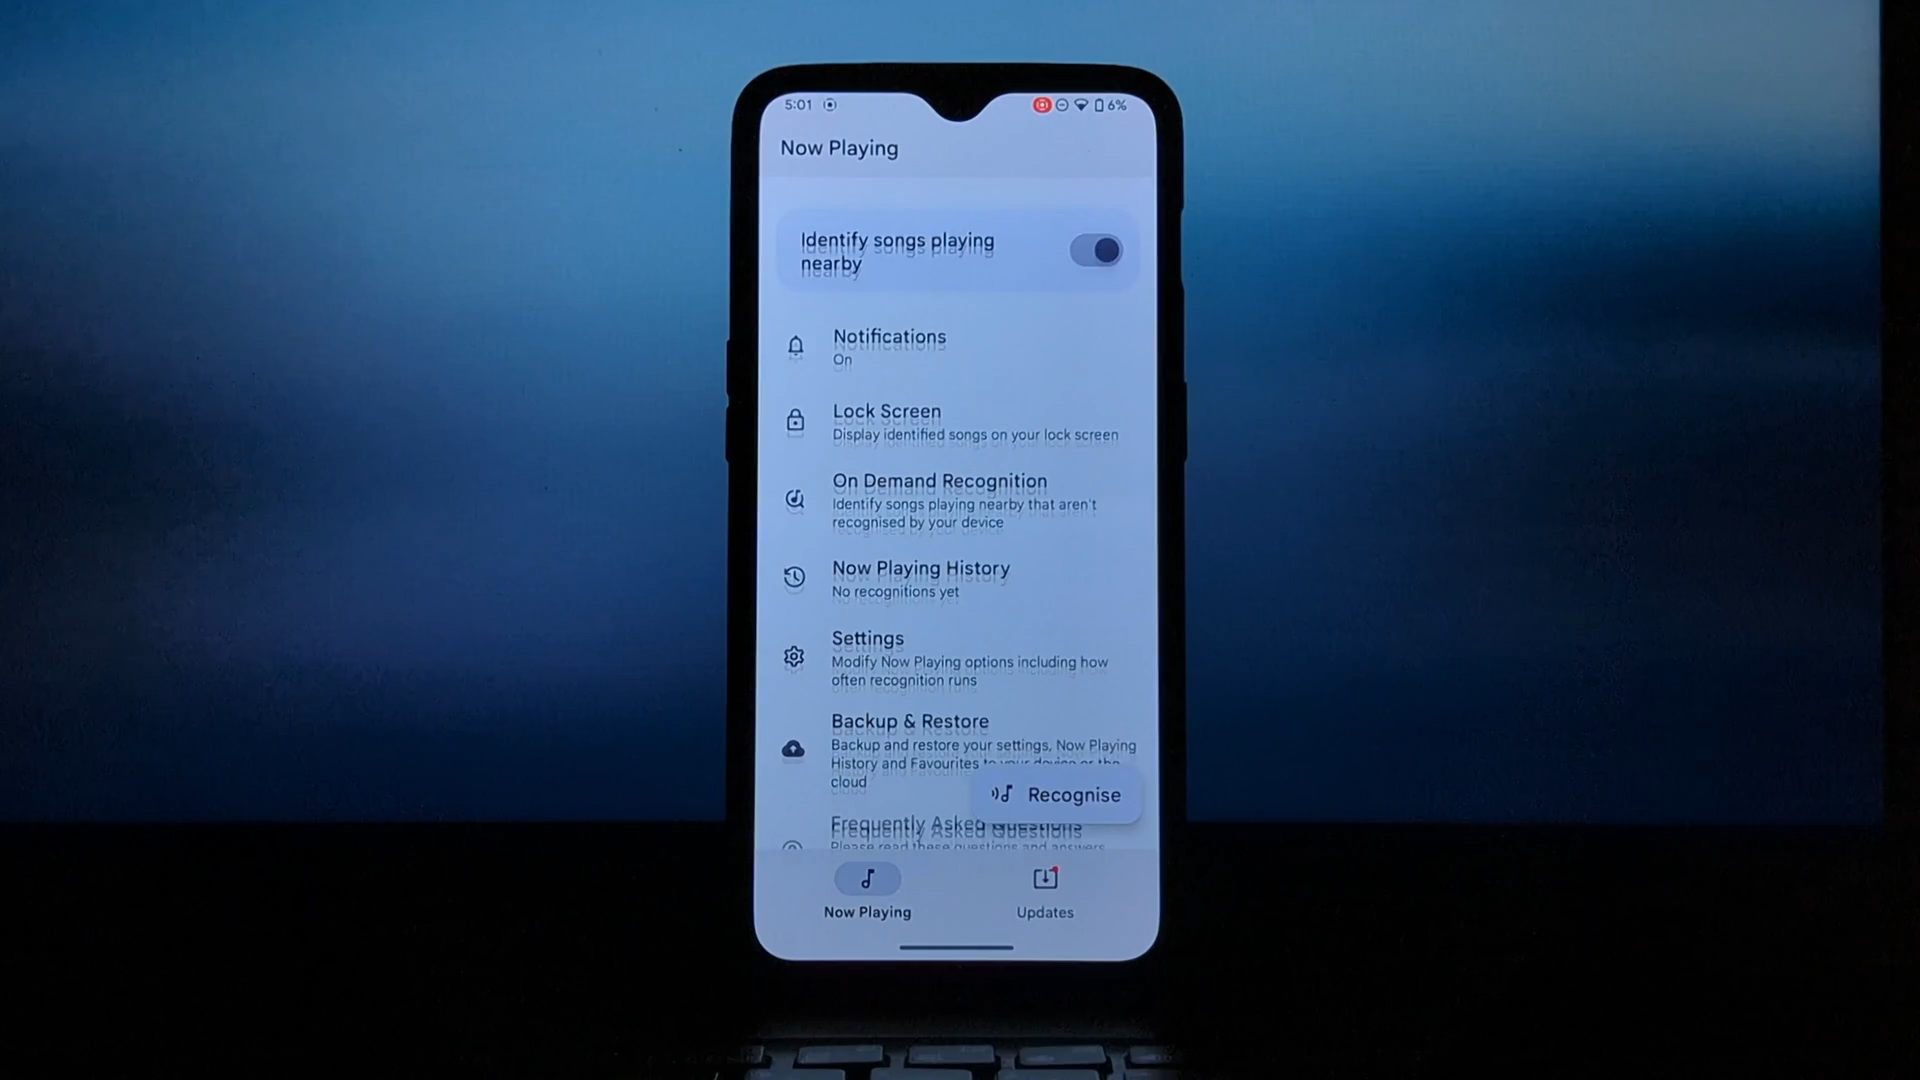 5:01 6%
Now Playing
Identify songs playing
nearby
Notifications
On
Lock Screen
Display identified songs on your lock screen
On Demand Recognition
Identify songs playing nearby that aren't
recognised by your device
Now Playing History
No recognitions yet
Settings
Modify Now Playing options including how
often recognition runs
Backup & Restore
Backup and restore your settings, Now Playing
History and Favourites to your device or the
cloud
Recognise
Frequently Asked Questions
Please read these questions and answers
Now Playing
Updates